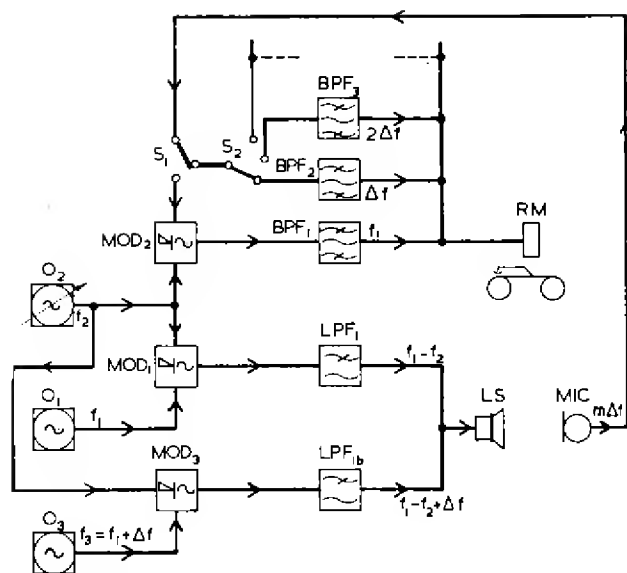 BPF₃
2Δf
S₁
S₂
BPF₂
Δf
MOD₂
BPF₁
f₁
RM
O₂
f₂
MOD₁
LPF₁
f₁-f₂
O₁
f₁
LS
MIC
mΔf
MOD₃
LPF₁b
f₁-f₂+Δf
O₃
f₃=f₁+Δf